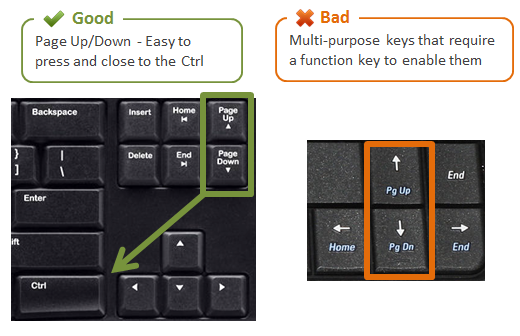 Good
Page Up/Down - Easy to
press and close to the Ctrl
Bad
Multi-purpose keys that require
a function key to enable them
Backspace
Insert
Home
Page
Up
}
]
|
\
Delete
End
Page
Down
Enter
ift
Ctrl
Pg Up
End
Home
Pg Dn
End